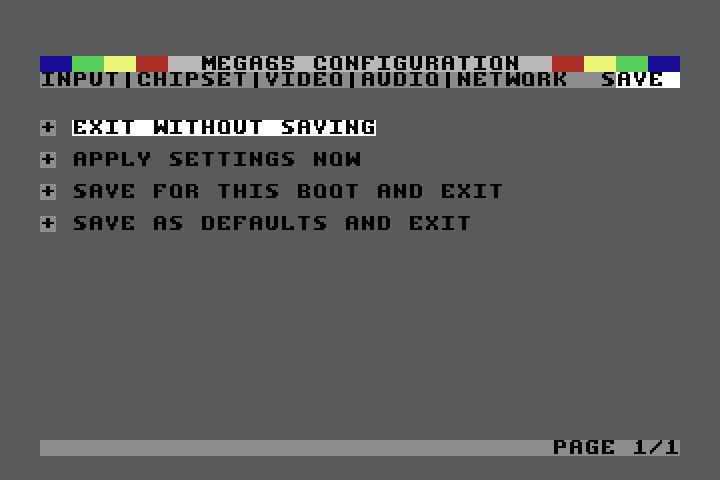 MEGA65 CONFIGURATION
INPUT|CHIPSET|VIDEO|AUDIO|NETWORK SAVE
+ EXIT WITHOUT SAVING
+ APPLY SETTINGS NOW
+ SAVE FOR THIS BOOT AND EXIT
+ SAVE AS DEFAULTS AND EXIT
PAGE 1/1